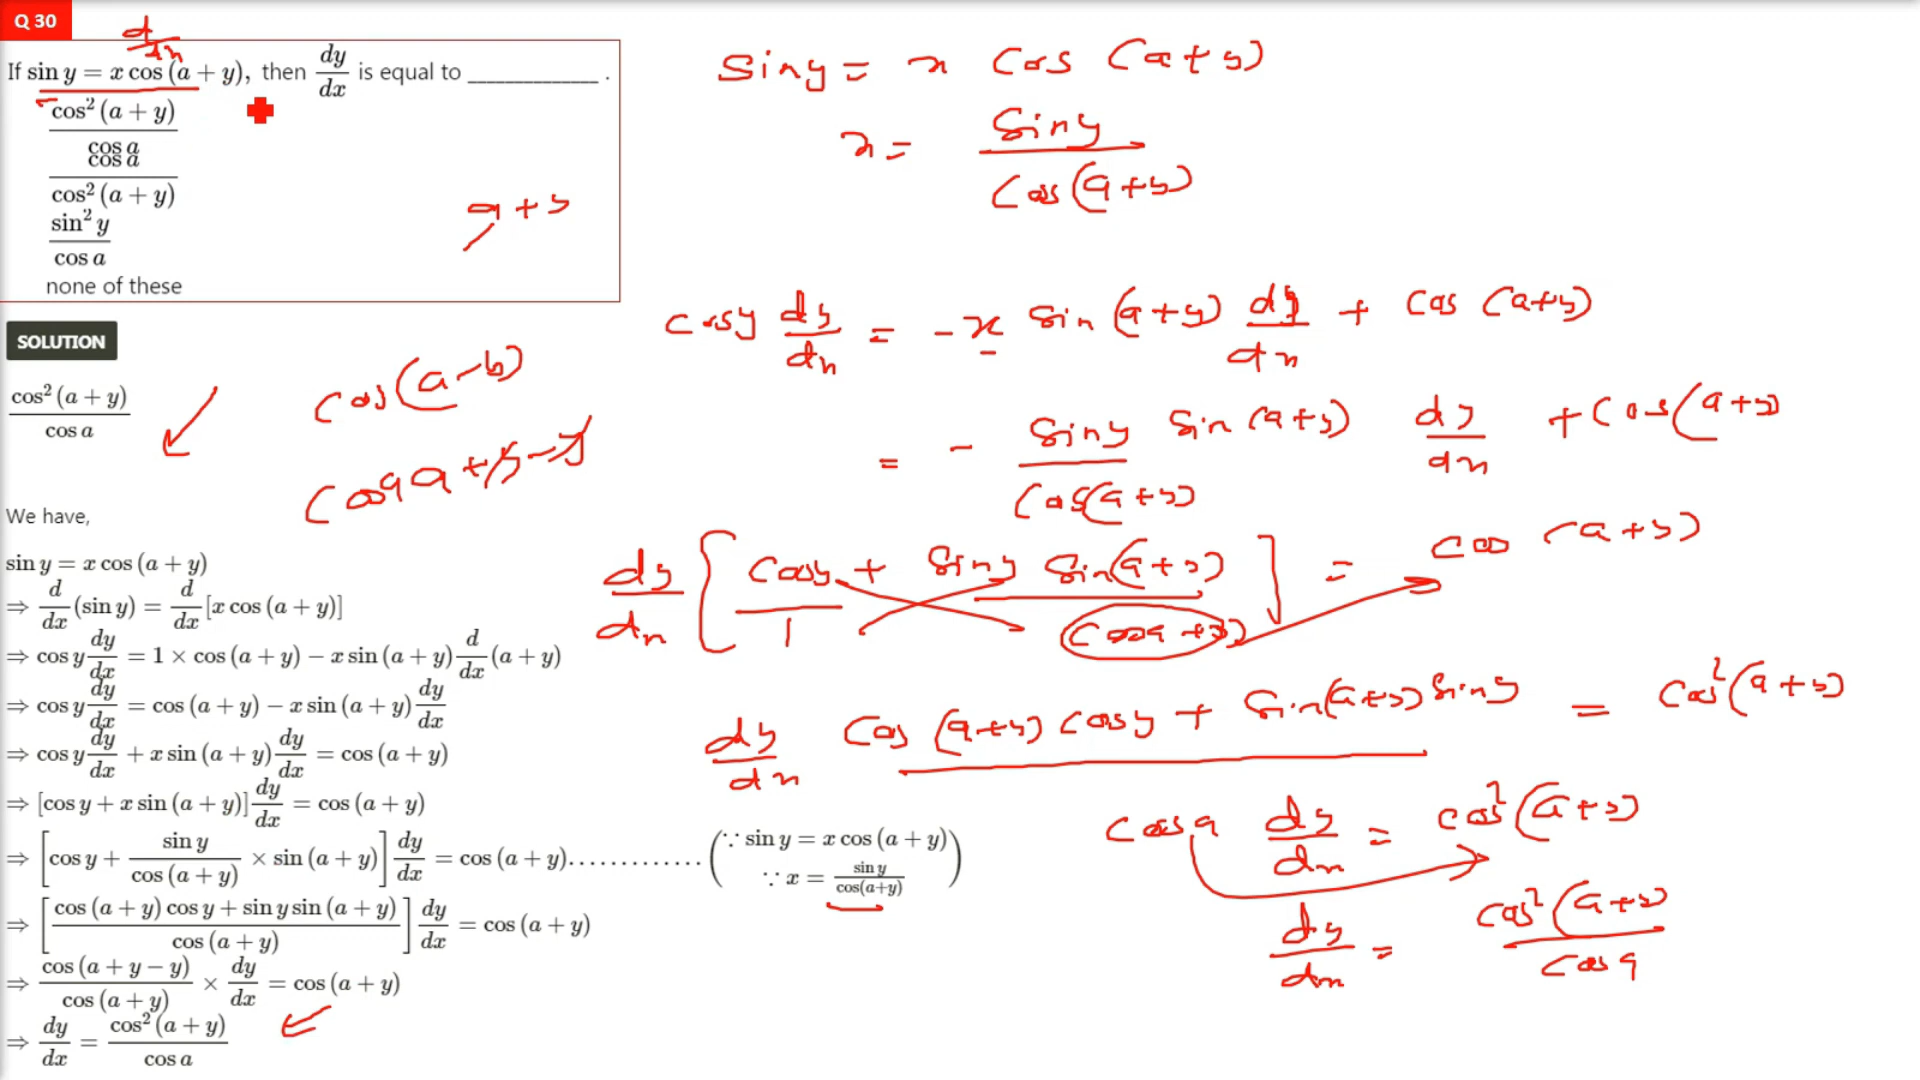 Q 30
d/dx
If sin y = x cos (a + y), then dy/dx is equal to ____________ .
cos² (a + y)/cos a
cos a/cos² (a + y)
sin² y/cos a
none of these
a + y
SOLUTION
cos² (a + y)/cos a
cos(a-b)
We have,
sin y = x cos (a + y)
⇒ d/dx (sin y) = d/dx [x cos (a + y)]
⇒ cos y dy/dx = 1 × cos (a + y) − x sin (a + y) d/dx (a + y)
⇒ cos y dy/dx = cos (a + y) − x sin (a + y) dy/dx
⇒ cos y dy/dx + x sin (a + y) dy/dx = cos (a + y)
⇒ [cos y + x sin (a + y)] dy/dx = cos (a + y)
⇒ [cos y + sin y/cos (a + y) × sin (a + y)] dy/dx = cos (a + y)............. (∵ sin y = x cos (a + y)
∵ x = sin y/cos(a+y))
⇒ [cos (a + y) cos y + sin y sin (a + y)/cos (a + y)] dy/dx = cos (a + y)
⇒ cos (a + y − y)/cos (a + y) × dy/dx = cos (a + y)
⇒ dy/dx = cos² (a + y)/cos a
Siny = x Cos (a+y)
x = Siny/Cos(a+y)
Cosy dy/dx = -x Sin(a+y) dy/dx + Cos (a+y)
= - Siny/Cos(a+y) Sin(a+y) dy/dx + Cos(a+y)
dy/dx [Cosy/1 + Siny Sin(a+y)/Cos(a+y)] = Cos (a+y)
dy/dx Cos (a+y) Cosy + Sin(a+y) Siny = Cos²(a+y)
Cosa dy/dx = Cos²(a+y)
dy/dx = Cos²(a+y)/Cosa